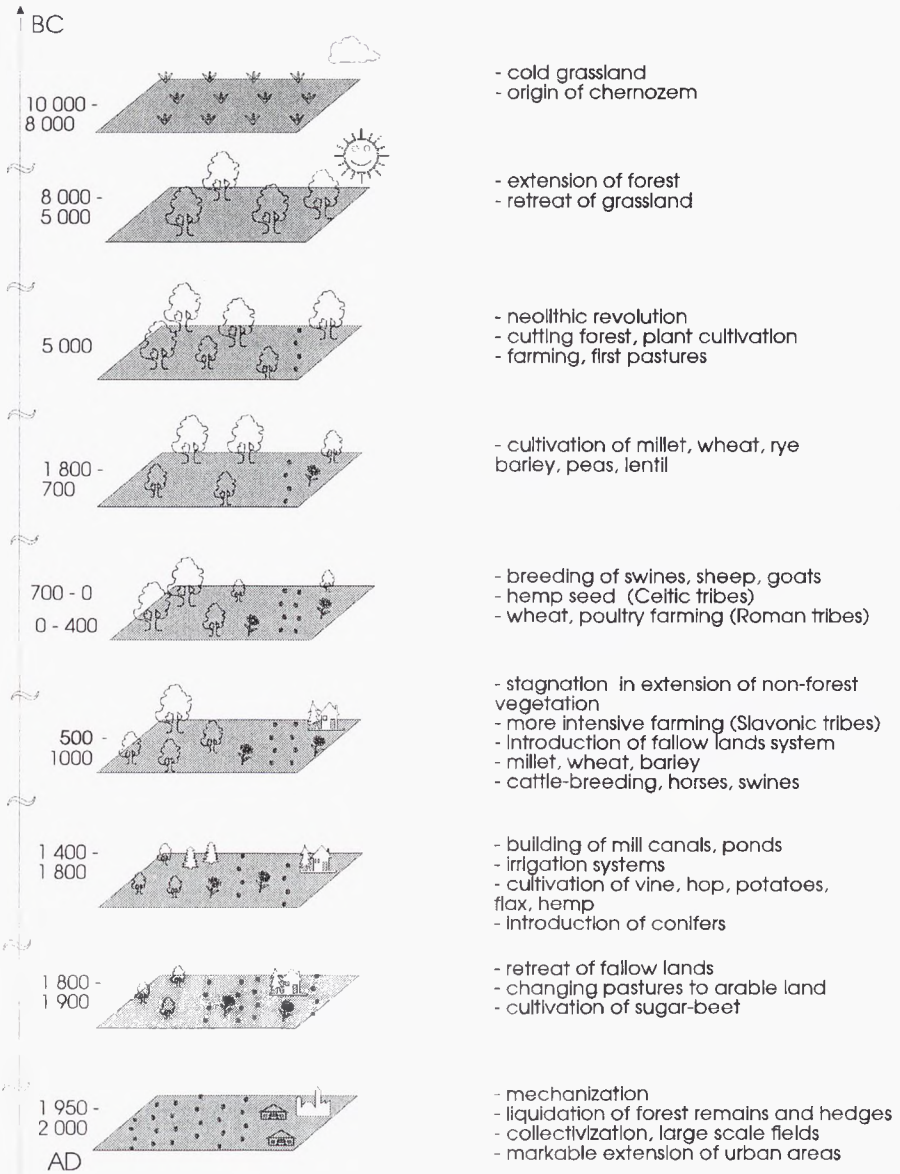 BC
10 000 -
8 000
- cold grassland
- origin of chernozem
8 000 -
5 000
- extension of forest
- retreat of grassland
5 000
- neolithic revolution
- cutting forest, plant cultivation
- farming, first pastures
1 800 -
700
- cultivation of millet, wheat, rye
barley, peas, lentil
700 - 0
0 - 400
- breeding of swines, sheep, goats
- hemp seed (Celtic tribes)
- wheat, poultry farming (Roman tribes)
500 -
1000
- stagnation in extension of non-forest
vegetation
- more intensive farming (Slavonic tribes)
- introduction of fallow lands system
- millet, wheat, barley
- cattle-breeding, horses, swines
1 400 -
1 800
- building of mill canals, ponds
- irrigation systems
- cultivation of vine, hop, potatoes,
flax, hemp
- introduction of conifers
1 800 -
1 900
- retreat of fallow lands
- changing pastures to arable land
- cultivation of sugar-beet
1 950 -
2 000
- mechanization
- liquidation of forest remains and hedges
- collectivization, large scale fields
- markable extension of urban areas
AD